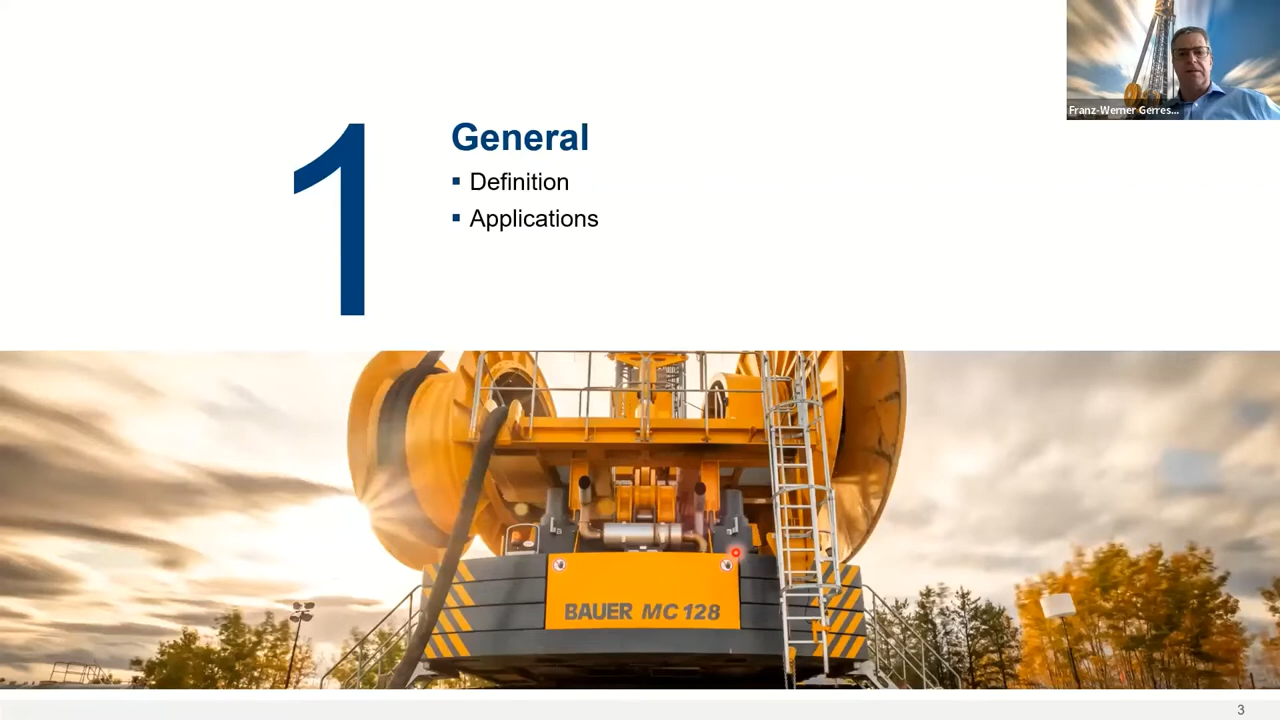 Franz-Werner Gerres...
1
General
▪ Definition
▪ Applications
BAUER MC 128
3